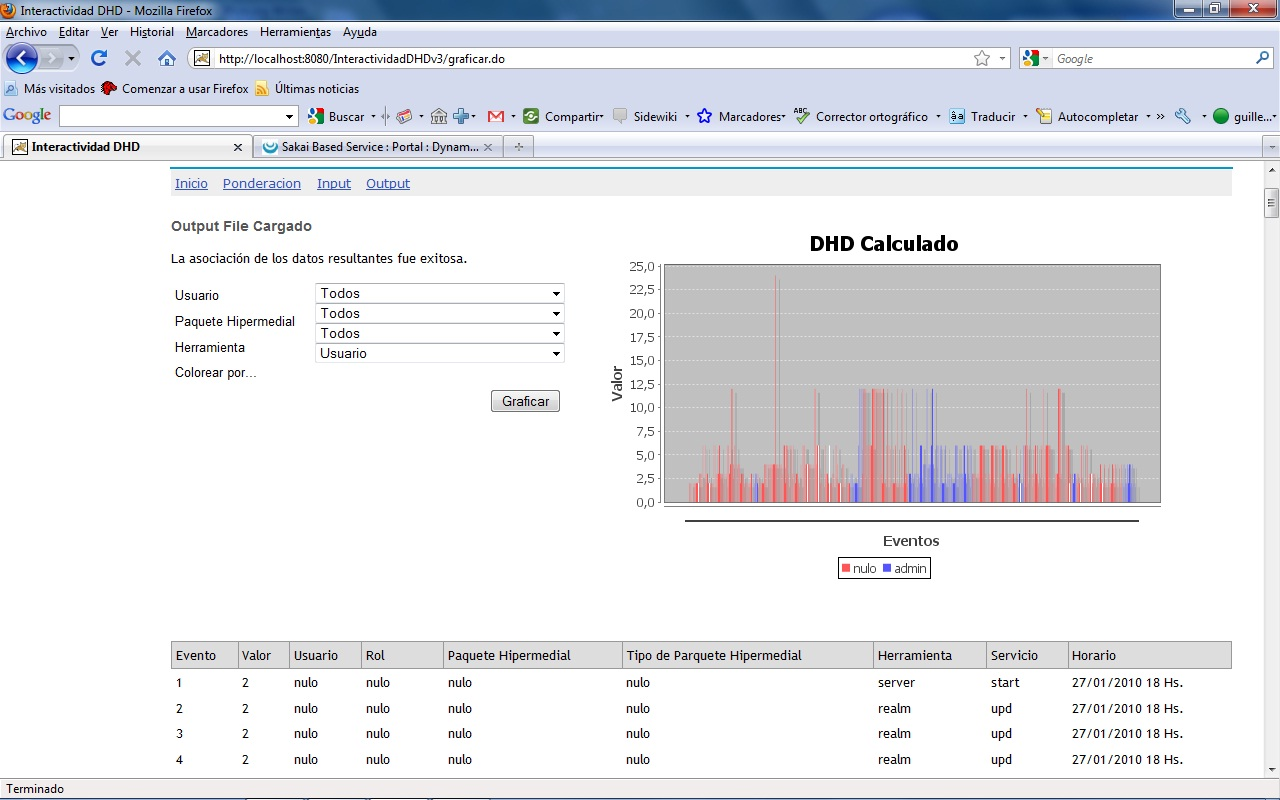 Interactividad DHD - Mozilla Firefox
Archivo Editar Ver Historial Marcadores Herramientas Ayuda
http://localhost:8080/InteractividadDHDv3/graficar.do
Google
Más visitados Comenzar a usar Firefox Últimas noticias
Google Buscar Compartir Sidewiki Marcadores ABC Corrector ortográfico Traducir Autocompletar » guille...
Interactividad DHD Sakai Based Service : Portal : Dynam...
Inicio Ponderacion Input Output
Output File Cargado
La asociación de los datos resultantes fue exitosa.
Usuario Todos
Paquete Hipermedial Todos
Herramienta Todos
Colorear por... Usuario
Graficar
DHD Calculado
25,0
22,5
20,0
17,5
15,0
12,5
10,0
7,5
5,0
2,5
0,0
Valor
Eventos
nulo admin
Evento Valor Usuario Rol Paquete Hipermedial Tipo de Parquete Hipermedial Herramienta Servicio Horario
1 2 nulo nulo nulo nulo server start 27/01/2010 18 Hs.
2 2 nulo nulo nulo nulo realm upd 27/01/2010 18 Hs.
3 2 nulo nulo nulo nulo realm upd 27/01/2010 18 Hs.
4 2 nulo nulo nulo nulo realm upd 27/01/2010 18 Hs.
Terminado